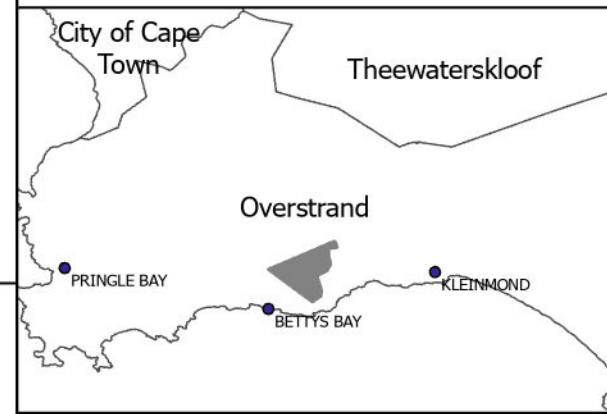 City of Cape
Town
Theewaterskloof
Overstrand
PRINGLE BAY
KLEINMOND
BETTYS BAY